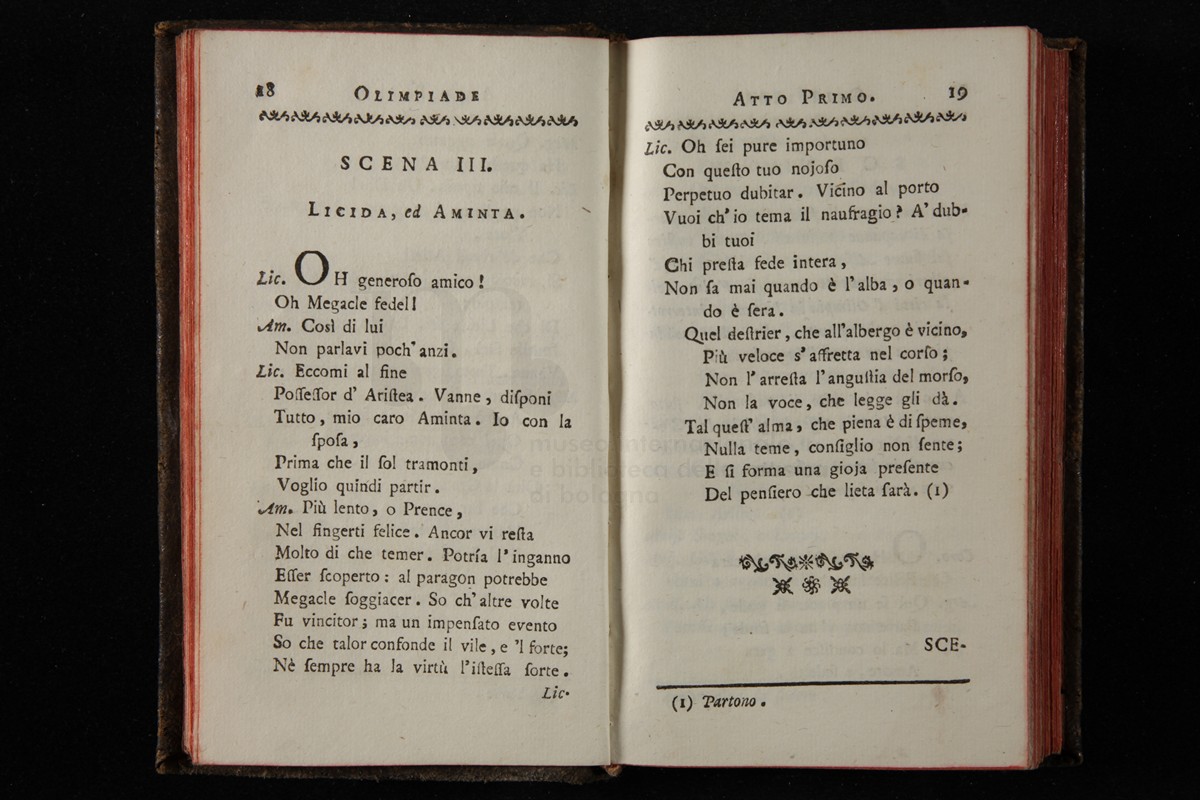 18 OLIMPIADE
SCENA III.
LICIDA, ed AMINTA.
Lic. OH generoſo amico!
Oh Megacle fedel!
Am. Così di lui
Non parlavi poch' anzi.
Lic. Eccomi al fine
Poſſeſſor d' Ariſtea. Vanne, diſponi
Tutto, mio caro Aminta. Io con la
ſpoſa,
Prima che il ſol tramonti,
Voglio quindi partir.
Am. Più lento, o Prence,
Nel fingerti felice. Ancor vi reſta
Molto di che temer. Potría l'inganno
Eſſer ſcoperto: al paragon potrebbe
Megacle ſoggiacer. So ch' altre volte
Fu vincitor; ma un impenſato evento
So che talor confonde il vile, e 'l forte;
Nè ſempre ha la virtù l'iſteſſa ſorte.
Lic.
ATTO PRIMO. 19
Lic. Oh ſei pure importuno
Con queſto tuo nojoſo
Perpetuo dubitar. Vicino al porto
Vuoi ch' io tema il naufragio? A' dub-
bi tuoi
Chi preſta fede intera,
Non ſa mai quando è l'alba, o quan-
do è ſera.
Quel deſtrier, che all'albergo è vicino,
Più veloce s' affretta nel corſo;
Non l' arreſta l'anguſtia del morſo,
Non la voce, che legge gli dà.
Tal queſt' alma, che piena è di ſpeme,
Nulla teme, conſiglio non ſente;
E ſi forma una gioja preſente
Del penſiero che lieta ſarà. (1)
SCE-
(1) Partono.
museo internazionale
e biblioteca de
di bologna